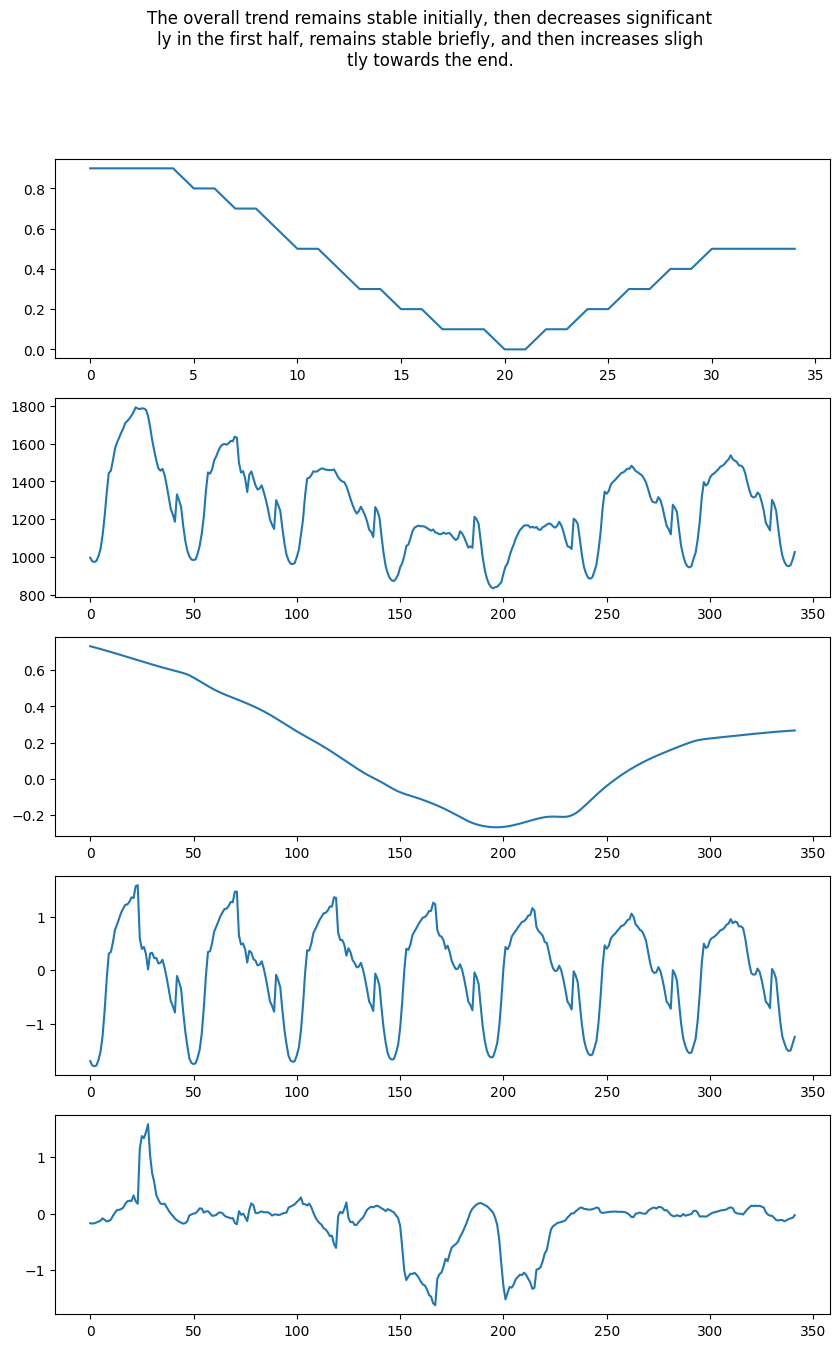 The overall trend remains stable initially, then decreases significant
ly in the first half, remains stable briefly, and then increases sligh
tly towards the end.
0.8
0.6
0.4
0.2
0.0
0 5 10 15 20 25 30 35
1800
1600
1400
1200
1000
800
0 50 100 150 200 250 300 350
0.6
0.4
0.2
0.0
−0.2
0 50 100 150 200 250 300 350
1
0
−1
0 50 100 150 200 250 300 350
1
0
−1
0 50 100 150 200 250 300 350